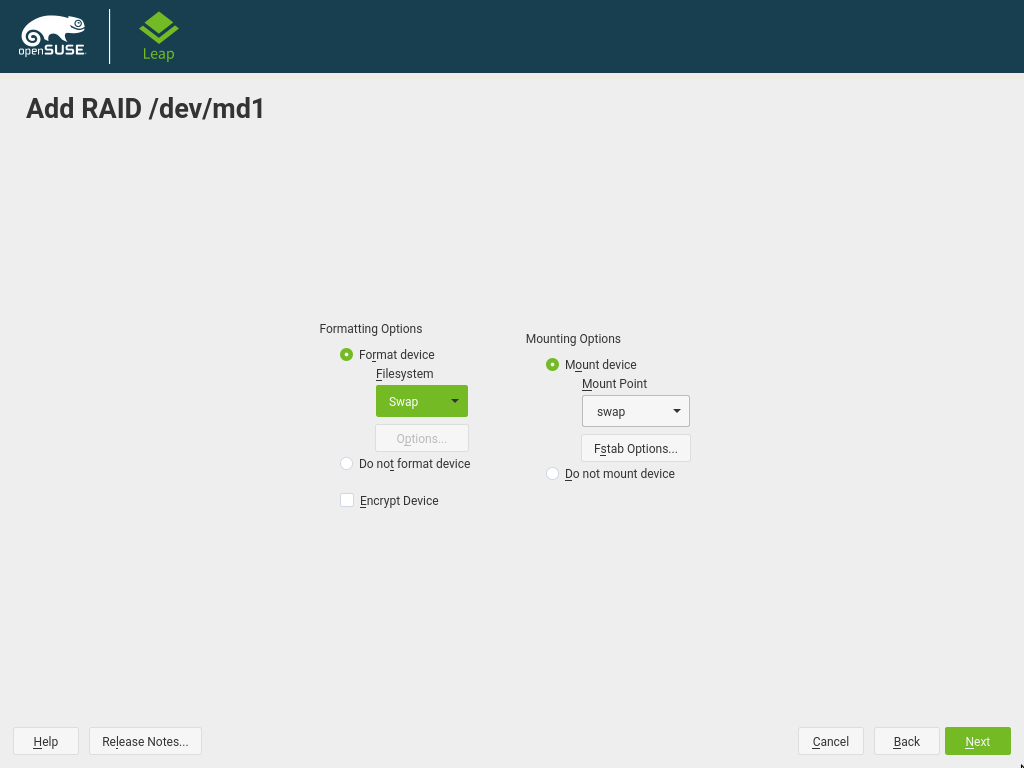 openSUSE
Leap
Add RAID /dev/md1
Formatting Options
Format device
Filesystem
Swap
Options...
Do not format device
Encrypt Device
Mounting Options
Mount device
Mount Point
swap
Fstab Options...
Do not mount device
Help
Release Notes...
Cancel
Back
Next